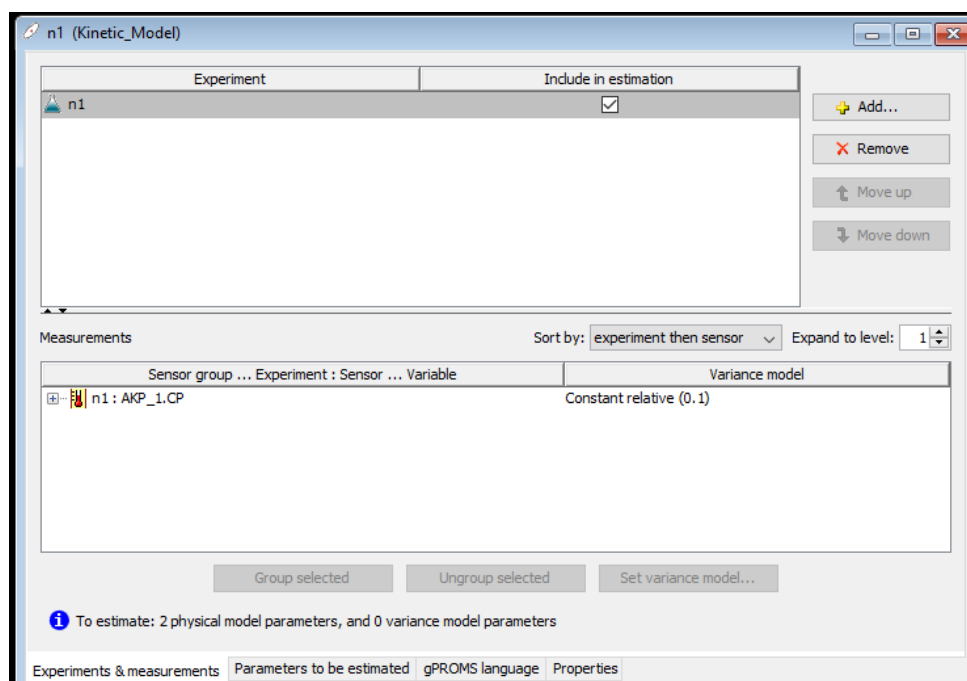 n1 (Kinetic_Model)
Experiment Include in estimation
n1
Add...
Remove
Move up
Move down
Measurements Sort by: experiment then sensor Expand to level: 1
Sensor group ... Experiment : Sensor ... Variable Variance model
n1 : AKP_1.CP Constant relative (0.1)
Group selected Ungroup selected Set variance model...
To estimate: 2 physical model parameters, and 0 variance model parameters
Experiments & measurements Parameters to be estimated gPROMS language Properties